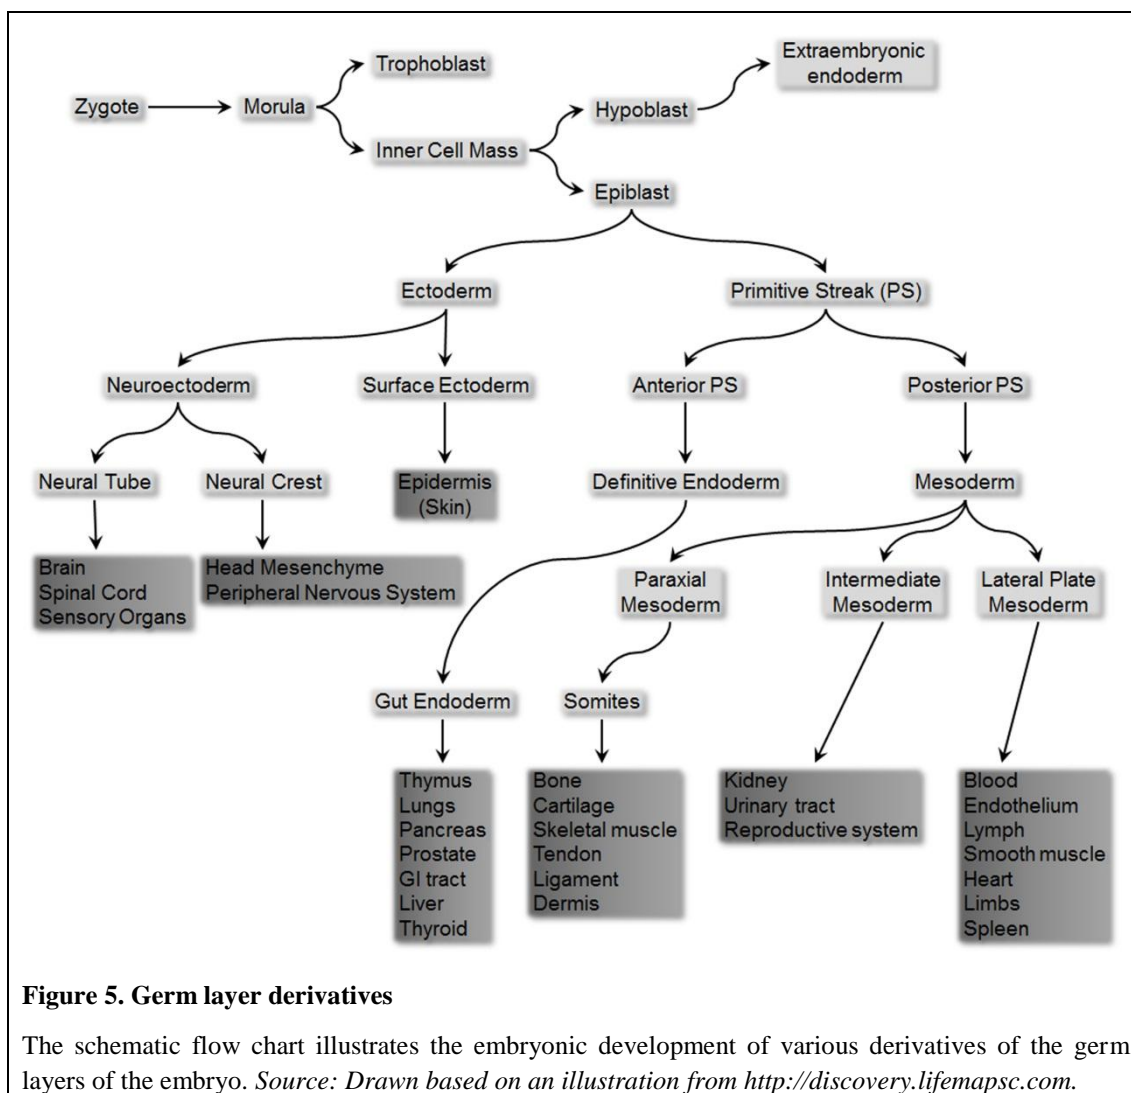 Trophoblast
Extraembryonic
endoderm
Zygote
Morula
Hypoblast
Inner Cell Mass
Epiblast
Ectoderm
Primitive Streak (PS)
Neuroectoderm
Surface Ectoderm
Anterior PS
Posterior PS
Neural Tube
Neural Crest
Epidermis
(Skin)
Definitive Endoderm
Mesoderm
Brain
Spinal Cord
Sensory Organs
Head Mesenchyme
Peripheral Nervous System
Paraxial
Mesoderm
Intermediate
Mesoderm
Lateral Plate
Mesoderm
Gut Endoderm
Somites
Thymus
Lungs
Pancreas
Prostate
GI tract
Liver
Thyroid
Bone
Cartilage
Skeletal muscle
Tendon
Ligament
Dermis
Kidney
Urinary tract
Reproductive system
Blood
Endothelium
Lymph
Smooth muscle
Heart
Limbs
Spleen
Figure 5. Germ layer derivatives
The schematic flow chart illustrates the embryonic development of various derivatives of the germ
layers of the embryo. Source: Drawn based on an illustration from http://discovery.lifemapsc.com.